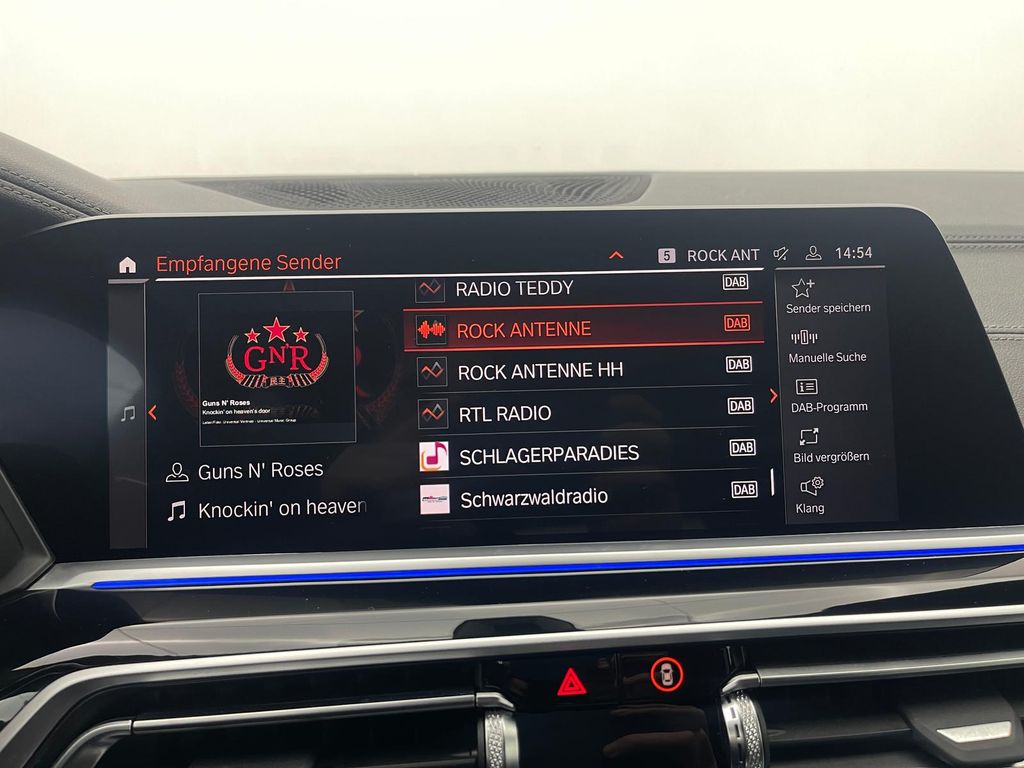 Empfangene Sender
5 ROCK ANT 14:54
RADIO TEDDY DAB
ROCK ANTENNE DAB
ROCK ANTENNE HH DAB
RTL RADIO DAB
SCHLAGERPARADIES DAB
Schwarzwaldradio DAB
GN'R
Guns N' Roses
Knockin' on heaven's door
Guns N' Roses
Knockin' on heaven
Sender speichern
Manuelle Suche
DAB-Programm
Bild vergrößern
Klang